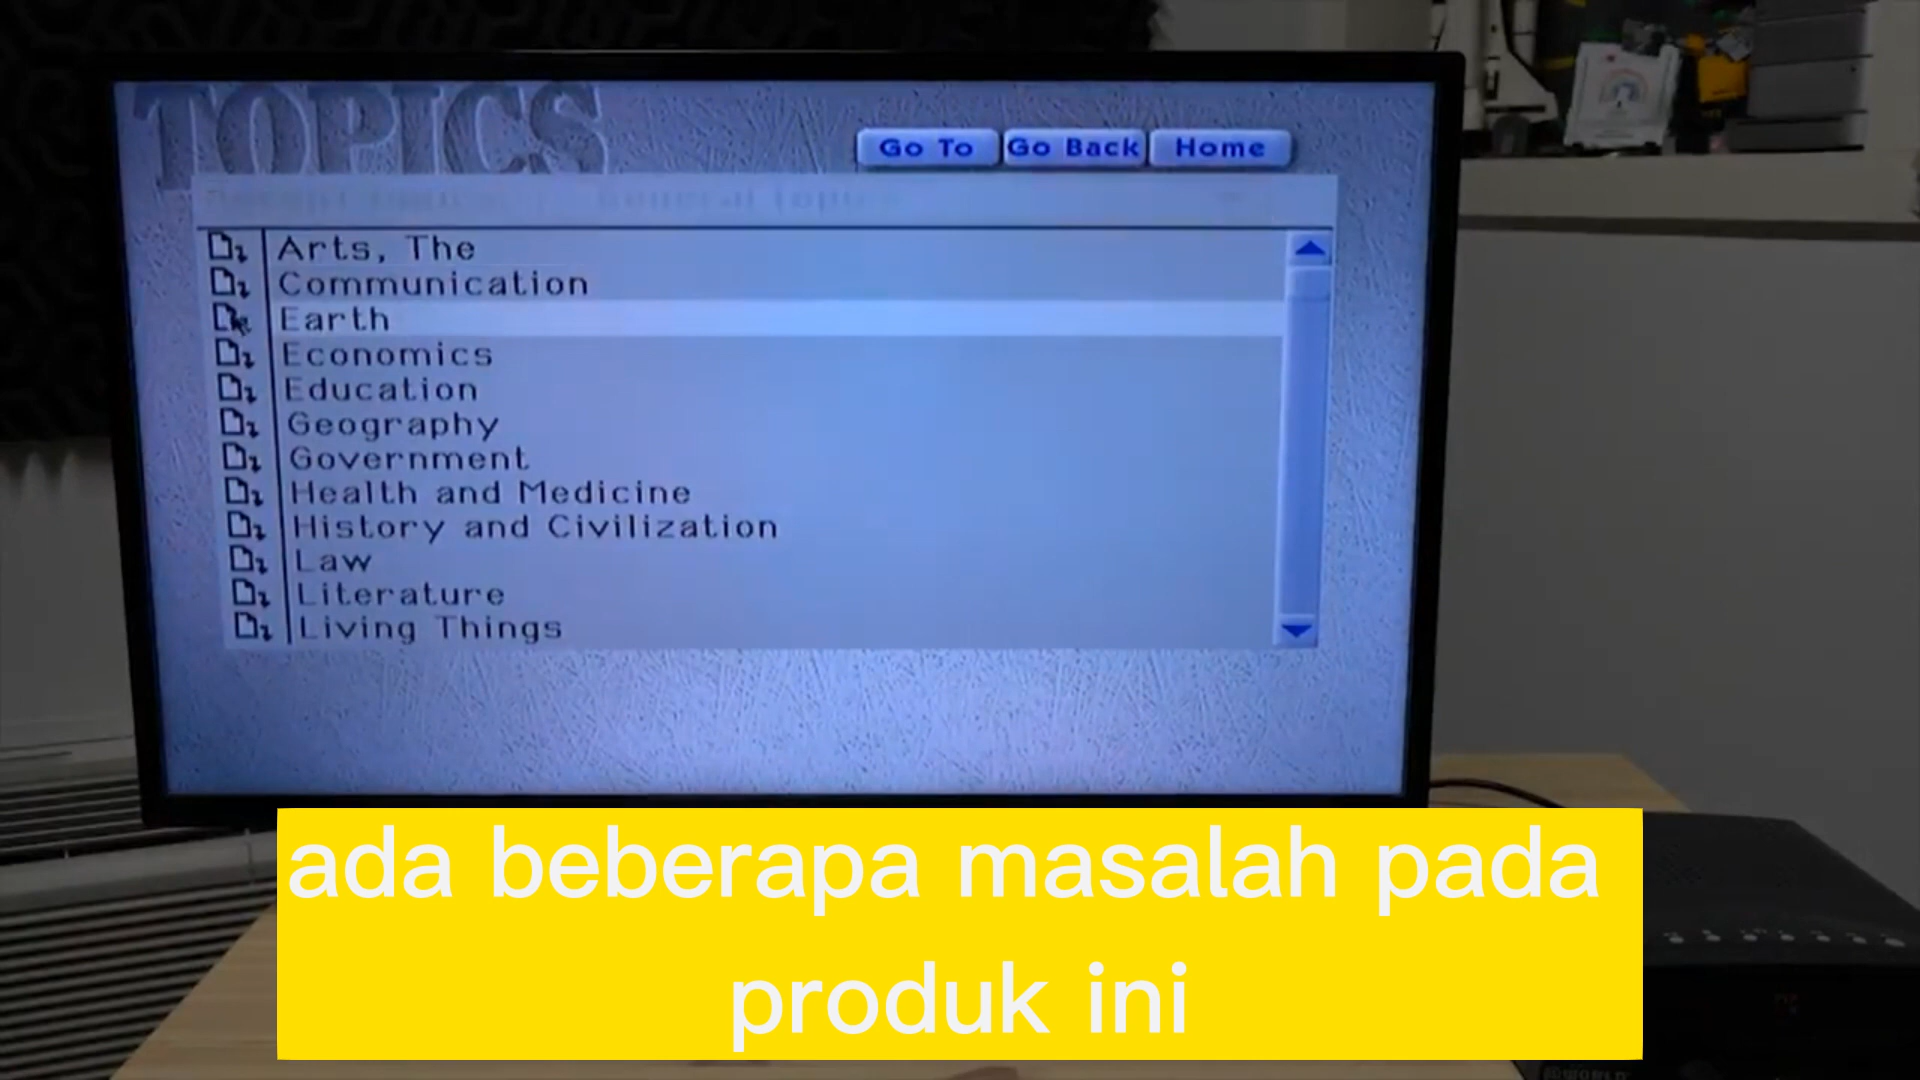 TOPICS
Go To
Go Back
Home
Arts, The
Communication
Earth
Economics
Education
Geography
Government
Health and Medicine
History and Civilization
Law
Literature
Living Things
ada beberapa masalah pada
produk ini